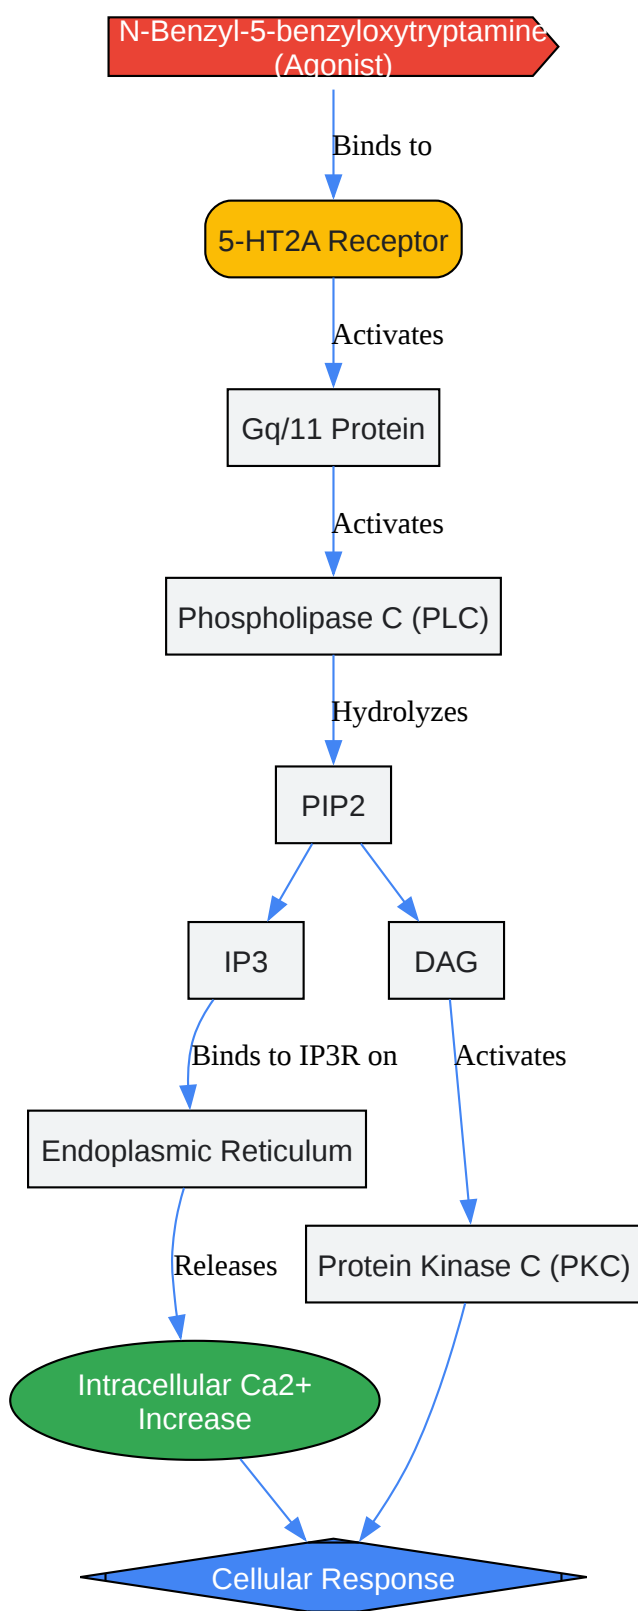 N-Benzyl-5-benzyloxytryptamine
(Agonist)
Binds to
5-HT2A Receptor
Activates
Gq/11 Protein
Activates
Phospholipase C (PLC)
Hydrolyzes
PIP2
IP3
DAG
Binds to IP3R on
Activates
Endoplasmic Reticulum
Releases
Protein Kinase C (PKC)
Intracellular Ca2+
Increase
Cellular Response